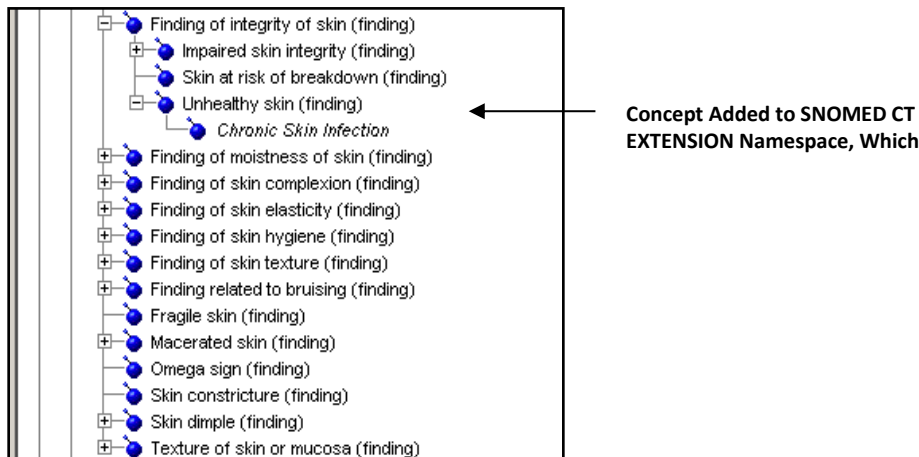 Finding of integrity of skin (finding)
Impaired skin integrity (finding)
Skin at risk of breakdown (finding)
Unhealthy skin (finding)
Chronic Skin Infection
Finding of moistness of skin (finding)
Finding of skin complexion (finding)
Finding of skin elasticity (finding)
Finding of skin hygiene (finding)
Finding of skin texture (finding)
Finding related to bruising (finding)
Fragile skin (finding)
Macerated skin (finding)
Omega sign (finding)
Skin constricture (finding)
Skin dimple (finding)
Texture of skin or mucosa (finding)
Concept Added to SNOMED CT
EXTENSION Namespace, Which